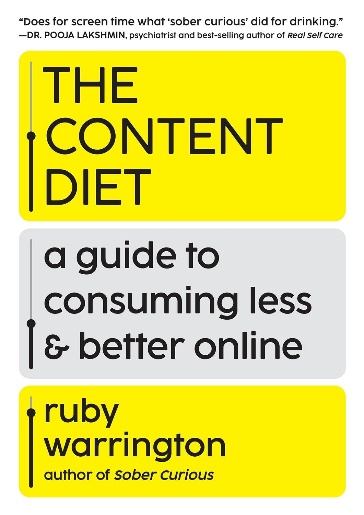 “Does for screen time what ‘sober curious’ did for drinking.”
—DR. POOJA LAKSHMIN, psychiatrist and best-selling author of Real Self Care
THE
CONTENT
DIET
a guide to
consuming less
& better online
ruby
warrington
author of Sober Curious